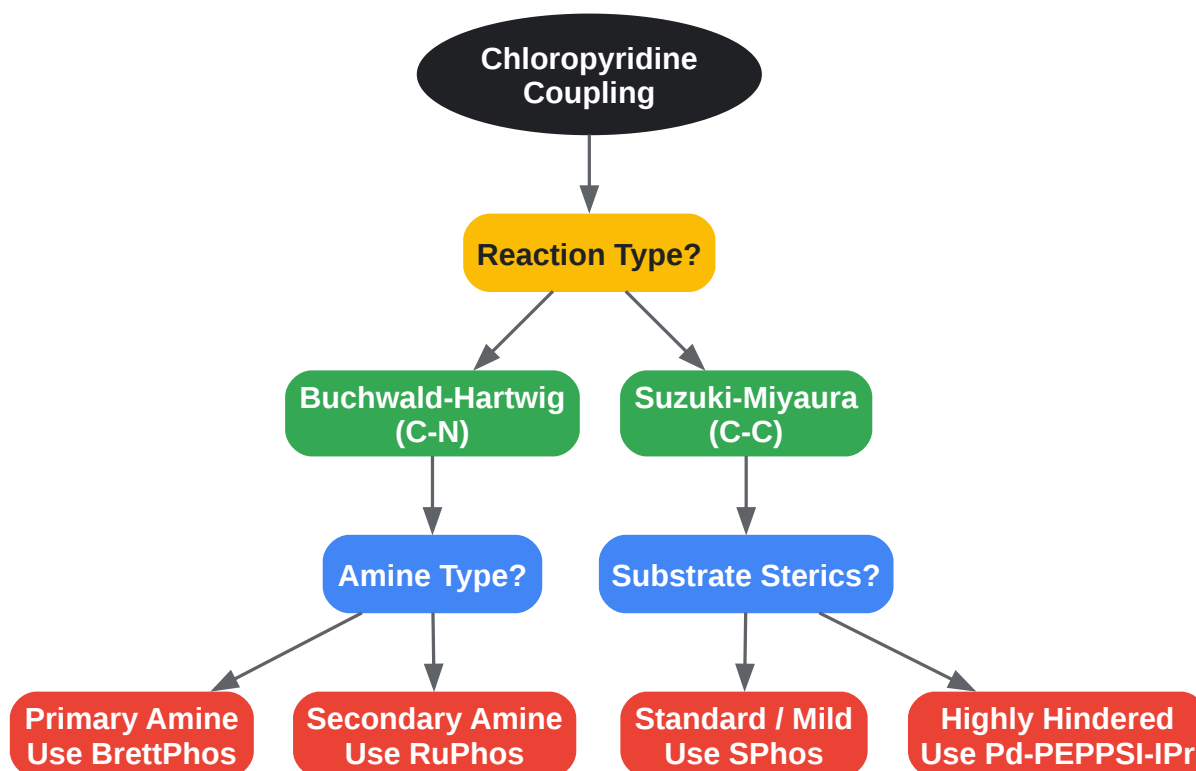 Chloropyridine
Coupling
Reaction Type?
Buchwald-Hartwig
(C-N)
Suzuki-Miyaura
(C-C)
Amine Type?
Substrate Sterics?
Primary Amine
Use BrettPhos
Secondary Amine
Use RuPhos
Standard / Mild
Use SPhos
Highly Hindered
Use Pd-PEPPSI-IPr